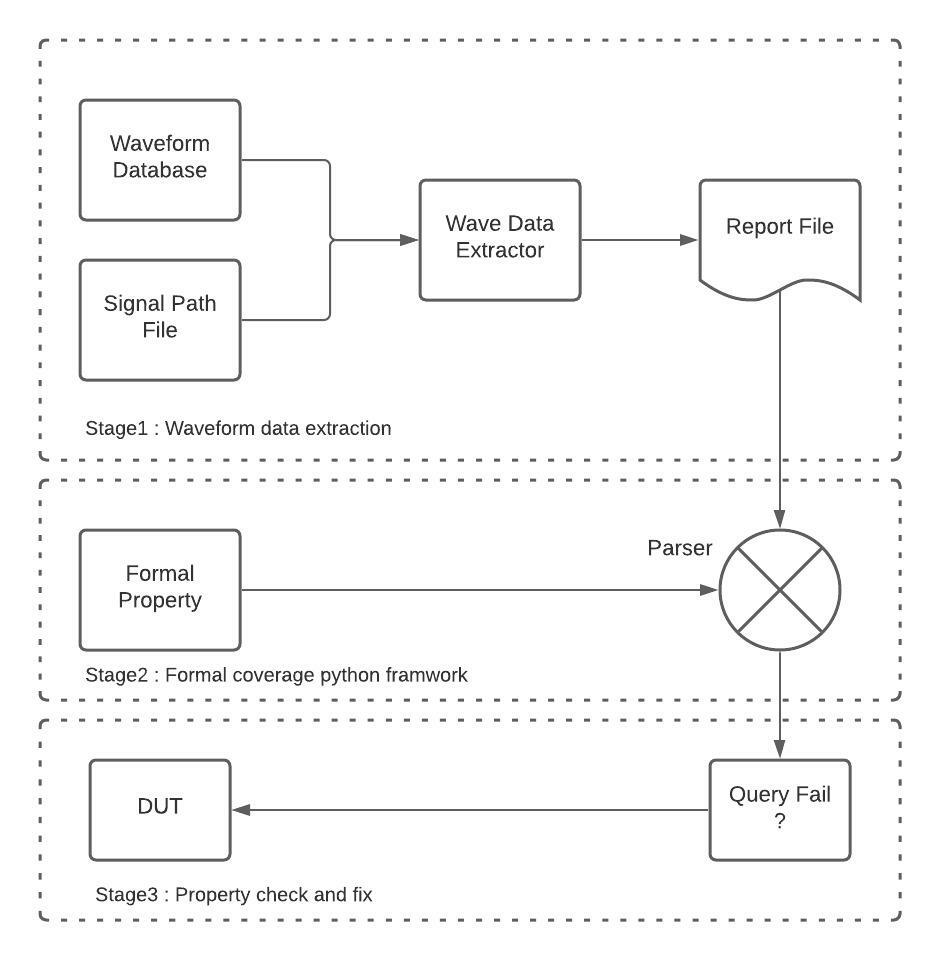 Waveform
Database
Wave Data
Extractor
Report File
Signal Path
File
Stage1 : Waveform data extraction
Parser
Formal
Property
Stage2 : Formal coverage python framwork
DUT
Query Fail
?
Stage3 : Property check and fix